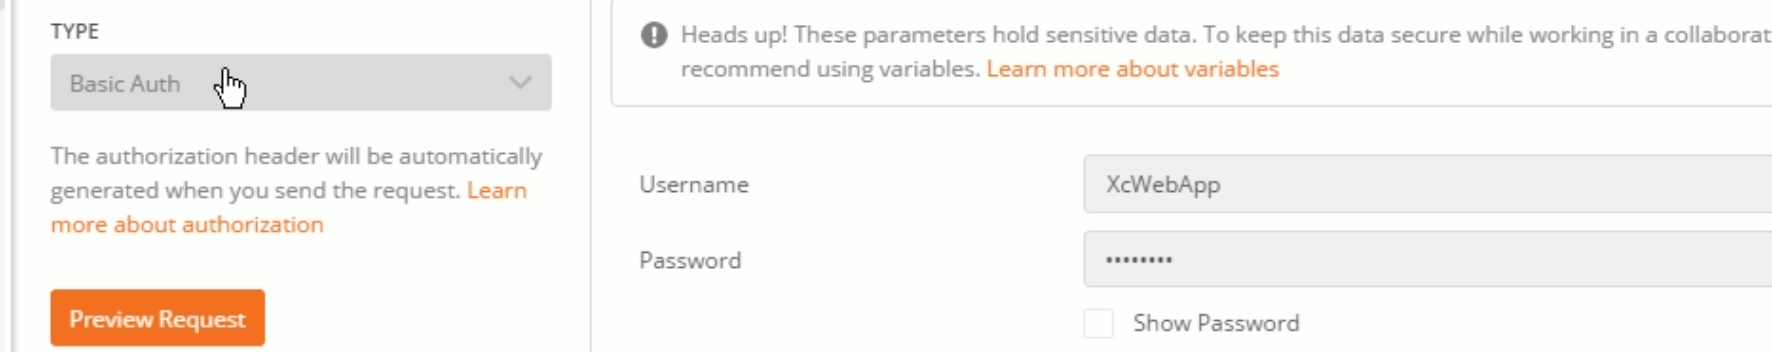 TYPE
Basic Auth
The authorization header will be automatically
generated when you send the request. Learn
more about authorization
Preview Request
Heads up! These parameters hold sensitive data. To keep this data secure while working in a collaborat
recommend using variables. Learn more about variables
Username
XcWebApp
Password
••••••••
Show Password